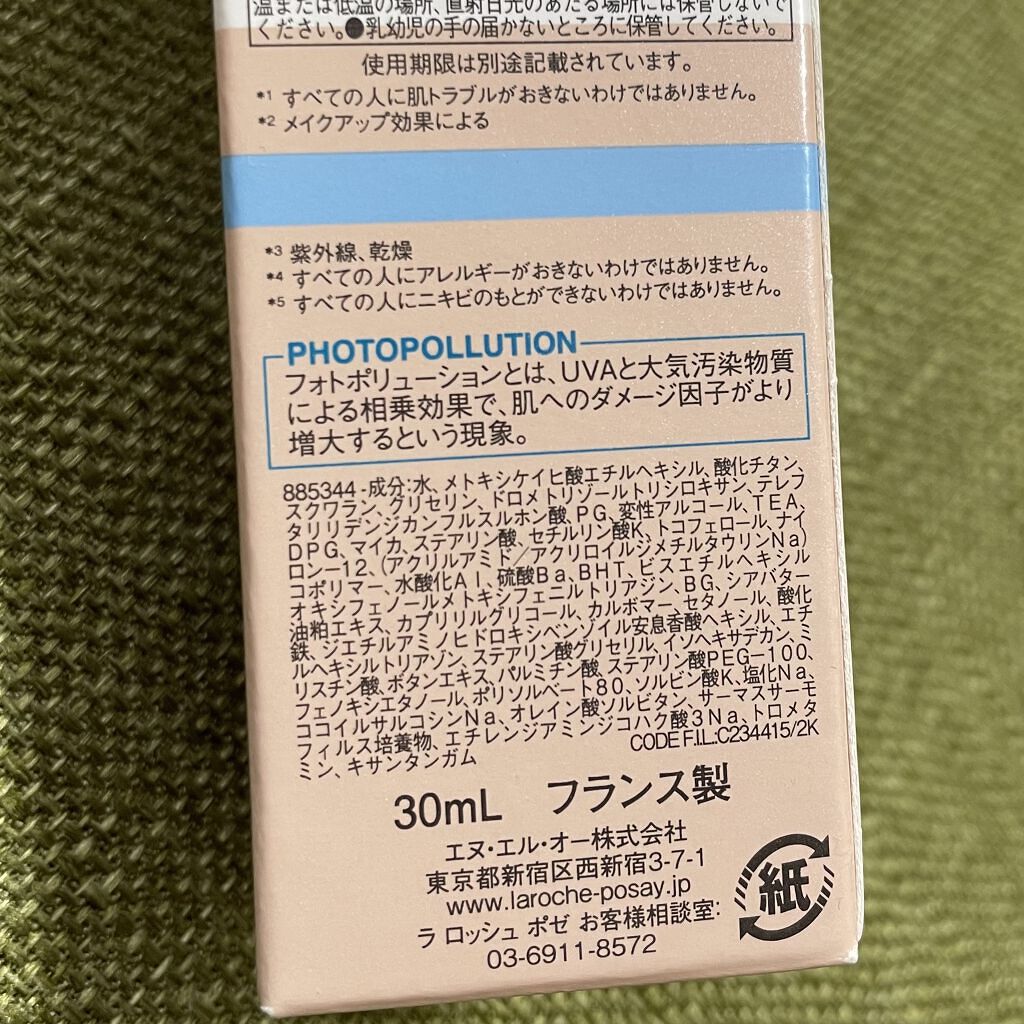 温または低温の場所、直射日光のあたる場所には保管しないで
ください。●乳幼児の手の届かないところに保管してください。
使用期限は別途記載されています。
*1 すべての人に肌トラブルがおきないわけではありません。
*2 メイクアップ効果による
*3 紫外線、乾燥
*4 すべての人にアレルギーがおきないわけではありません。
*5 すべての人にニキビのもとができないわけではありません。
PHOTOPOLLUTION
フォトポリューションとは、UVAと大気汚染物質
による相乗効果で、肌へのダメージ因子がより
増大するという現象。
885344 -成分:水、メトキシケイヒ酸エチルヘキシル、酸化チタン、
スクワラン、グリセリン、ドロメトリゾールトリシロキサン、テレフ
タリリデンジカンフルスルホン酸、PG、変性アルコール、TEA、
DPG、マイカ、ステアリン酸、セチルリン酸K、トコフェロール、ナイ
ロン-12、(アクリルアミド/アクリロイルジメチルタウリンNa)
コポリマー、水酸化Al、硫酸Ba、BHT、ビスエチルヘキシル
オキシフェノールメトキシフェニルトリアジン、BG、シアバター
油粕エキス、カプリリルグリコール、カルボマー、セタノール、酸化
鉄、ジエチルアミノヒドロキシベンゾイル安息香酸ヘキシル、エチ
ルヘキシルトリアゾン、ステアリン酸グリセリル、イソヘキサデカン、ミ
リスチン酸、ボタンエキス、パルミチン酸、ステアリン酸PEG-100、
フェノキシエタノール、ポリソルベート80、ソルビン酸K、塩化Na、
ココイルサルコシンNa、オレイン酸ソルビタン、サーマスサーモ
フィルス培養物、エチレンジアミンジコハク酸3Na、トロメタ
ミン、キサンタンガム
CODE F.I.L.:C234415/2K
30mL フランス製
エヌ・エル・オー株式会社
東京都新宿区西新宿3-7-1
www.laroche-posay.jp
ラ ロッシュ ポゼ お客様相談室:
03-6911-8572
紙